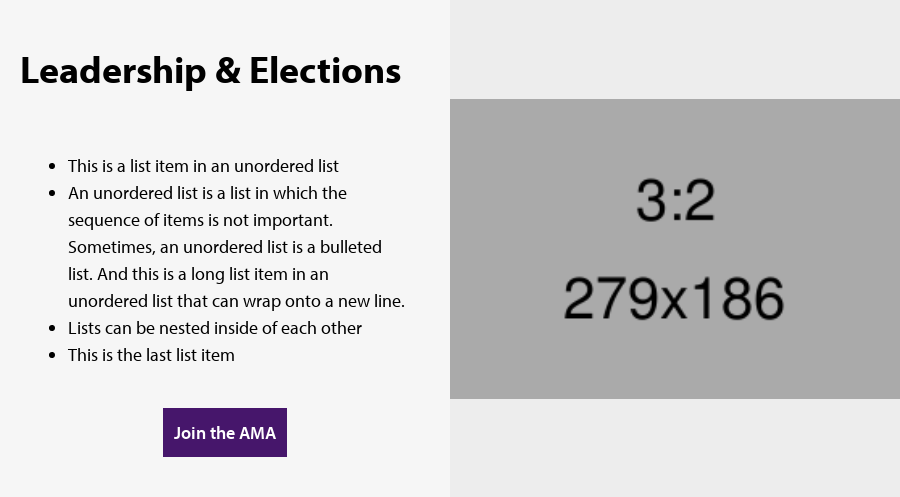 Leadership & Elections
This is a list item in an unordered list
An unordered list is a list in which the
sequence of items is not important.
Sometimes, an unordered list is a bulleted
list. And this is a long list item in an
unordered list that can wrap onto a new line.
Lists can be nested inside of each other
This is the last list item
Join the AMA
3:2
279x186